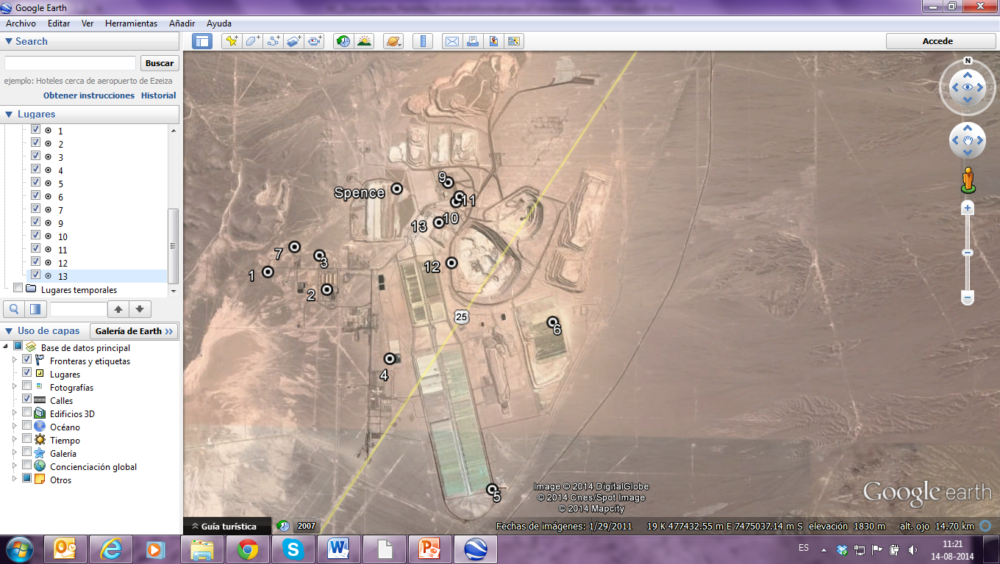 Google Earth
Archivo Editar Ver Herramientas Añadir Ayuda
Search
Buscar
ejemplo: Hoteles cerca de aeropuerto de Ezeiza
Obtener instrucciones Historial
Lugares
1
2
3
4
5
6
7
9
10
11
12
13
Lugares temporales
Uso de capas Galería de Earth >>
Base de datos principal
Fronteras y etiquetas
Lugares
Fotografías
Calles
Edificios 3D
Océano
Tiempo
Galería
Concienciación global
Otros
Accede
N
9
Spence
11
10
13
7
3
12
1
2
25
6
4
5
Image © 2014 DigitalGlobe
© 2014 Cnes/Spot Image
© 2014 Mapcity
Google earth
Guía turística 2007
Fechas de imágenes: 1/29/2011 19 K 477432.55 m E 7475037.14 m S elevación 1830 m alt. ojo 14.70 km
ES
11:21
14-08-2014